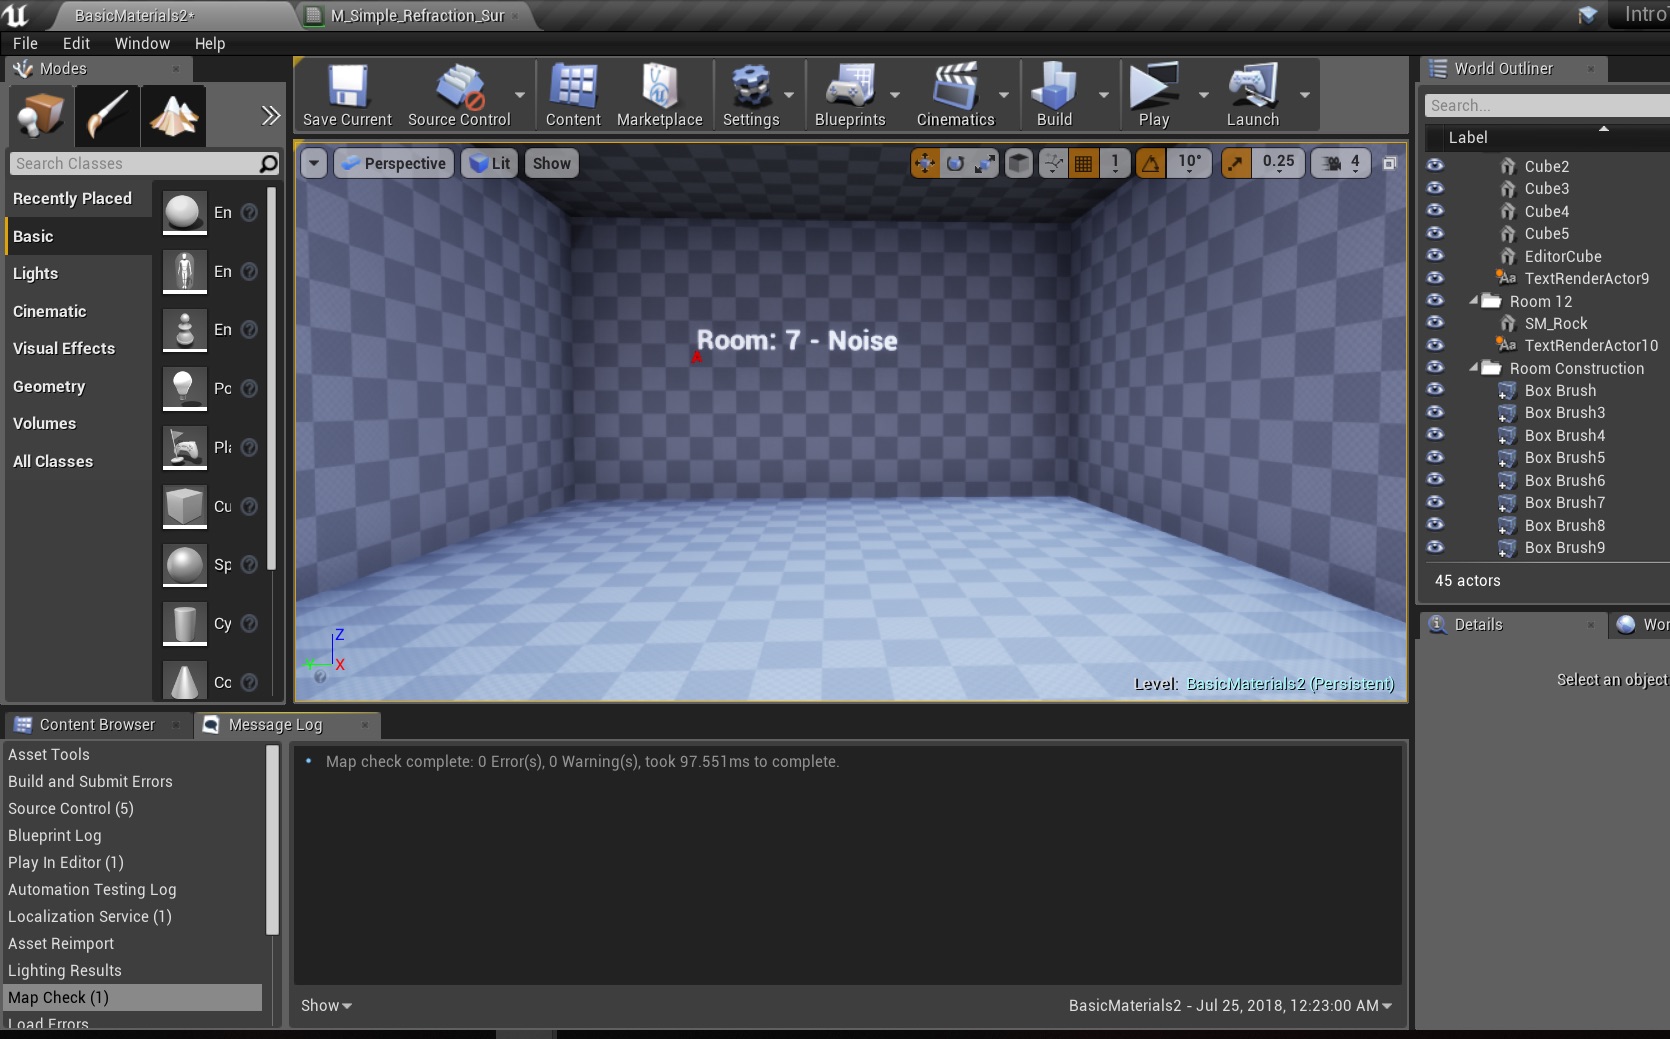 BasicMaterials2*
M_Simple_Refraction_Sur
Intro
File Edit Window Help
Modes
Search Classes
Recently Placed
Basic
Lights
Cinematic
Visual Effects
Geometry
Volumes
All Classes
En
En
En
Po
Pla
Cu
Sp
Cy
Co
Save Current
Source Control
Content
Marketplace
Settings
Blueprints
Cinematics
Build
Play
Launch
Perspective
Lit
Show
1
10°
0.25
4
Room: 7 - Noise
Z
X
Level: BasicMaterials2 (Persistent)
World Outliner
Search...
Label
Cube2
Cube3
Cube4
Cube5
EditorCube
TextRenderActor9
Room 12
SM_Rock
TextRenderActor10
Room Construction
Box Brush
Box Brush3
Box Brush4
Box Brush5
Box Brush6
Box Brush7
Box Brush8
Box Brush9
45 actors
Details
Wor
Select an object
Content Browser
Message Log
Asset Tools
Build and Submit Errors
Source Control (5)
Blueprint Log
Play In Editor (1)
Automation Testing Log
Localization Service (1)
Asset Reimport
Lighting Results
Map Check (1)
Load Errors
Map check complete: 0 Error(s), 0 Warning(s), took 97.551ms to complete.
Show
BasicMaterials2 - Jul 25, 2018, 12:23:00 AM